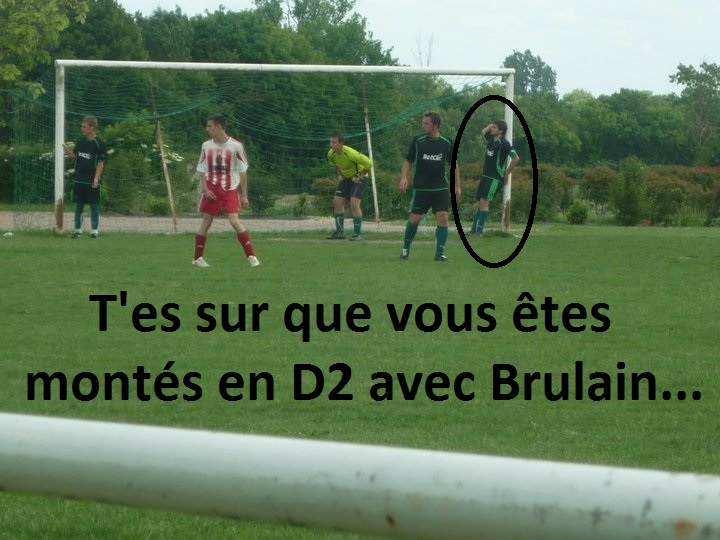 T'es sur que vous êtes
montés en D2 avec Brulain...